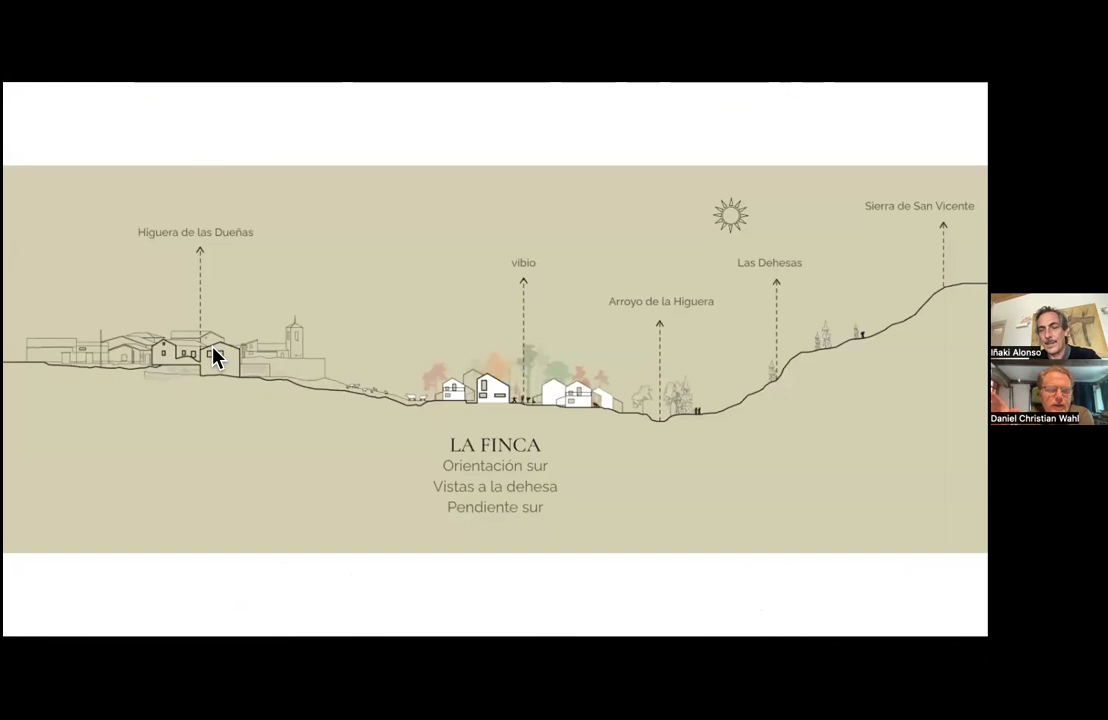 Sierra de San Vicente
Higuera de las Dueñas
vibio
Las Dehesas
Arroyo de la Higuera
LA FINCA
Orientación sur
Vistas a la dehesa
Pendiente sur
Iñaki Alonso
Daniel Christian Wahl